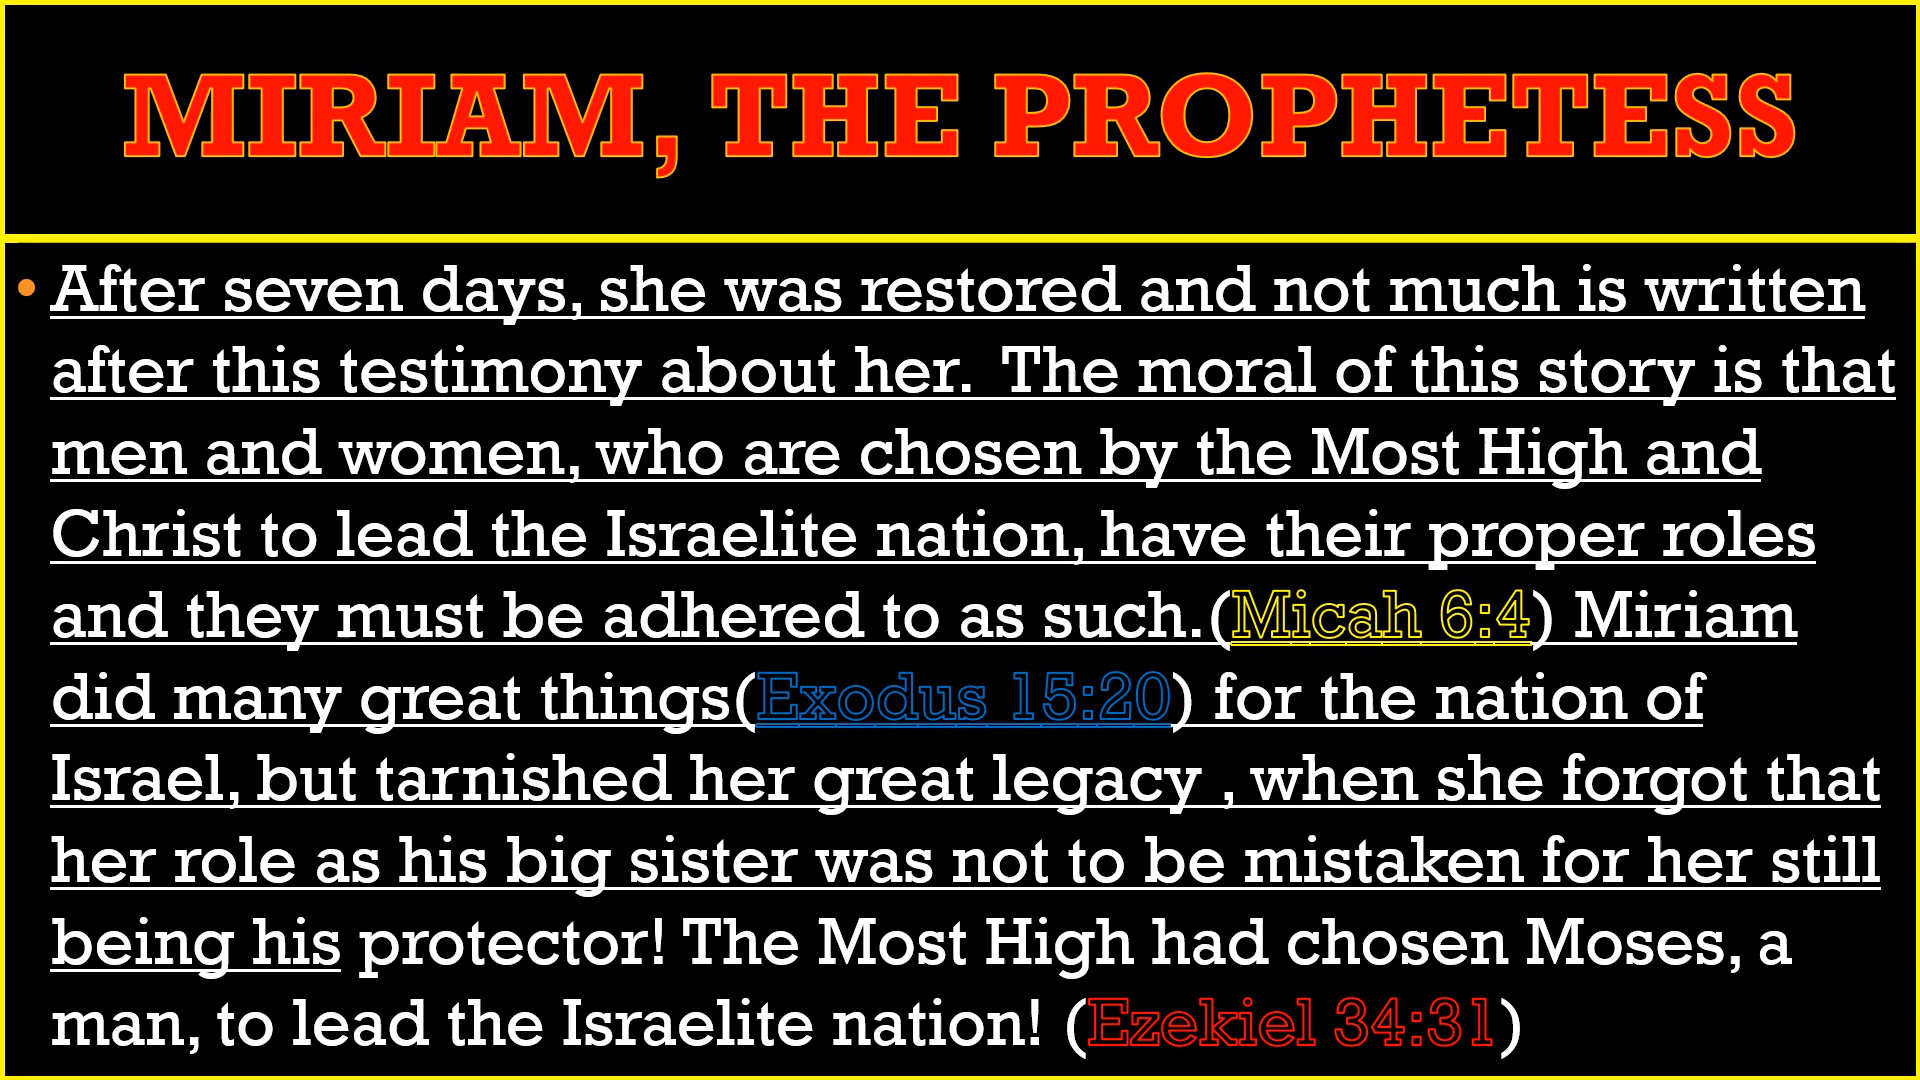 MIRIAM, THE PROPHETESS
• After seven days, she was restored and not much is written
after this testimony about her.  The moral of this story is that
men and women, who are chosen by the Most High and
Christ to lead the Israelite nation, have their proper roles
and they must be adhered to as such.(Micah 6:4) Miriam
did many great things(Exodus 15:20) for the nation of
Israel, but tarnished her great legacy , when she forgot that
her role as his big sister was not to be mistaken for her still
being his protector! The Most High had chosen Moses, a
man, to lead the Israelite nation! (Ezekiel 34:31)